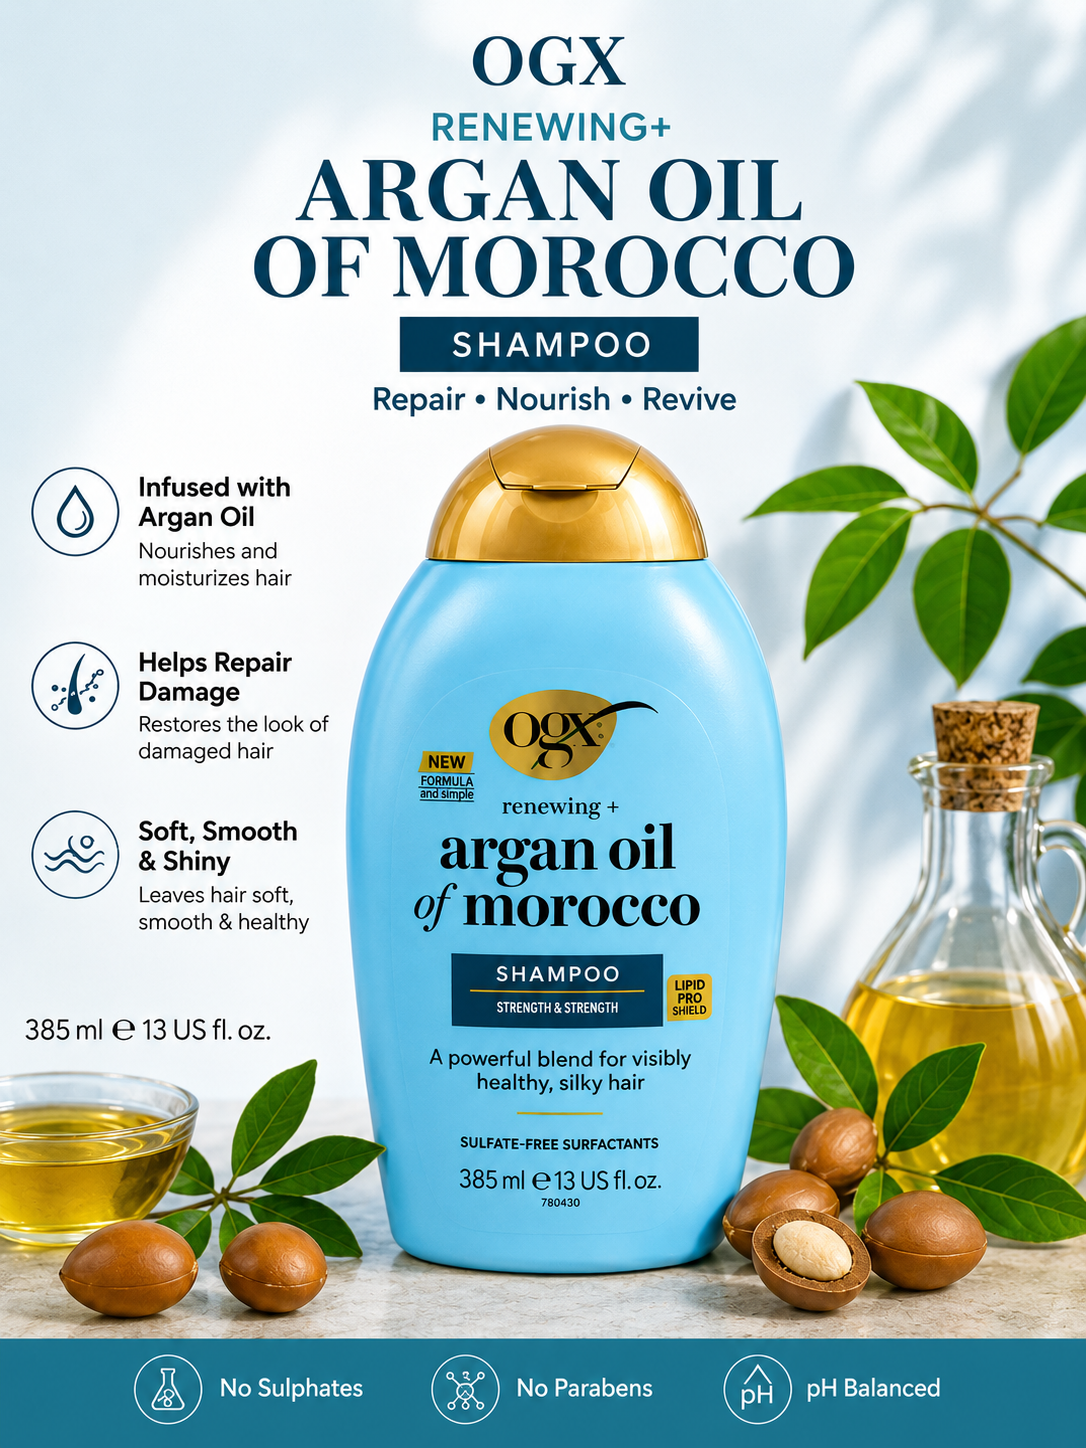 OGX
RENEWING+
ARGAN OIL
OF MOROCCO
SHAMPOO
Repair • Nourish • Revive
Infused with
Argan Oil
Nourishes and
moisturizes hair
Helps Repair
Damage
Restores the look of
damaged hair
Soft, Smooth
& Shiny
Leaves hair soft,
smooth & healthy
385 ml ℮ 13 US fl. oz.
ogx
NEW
FORMULA
and simple
renewing +
argan oil
of morocco
SHAMPOO
STRENGTH & STRENGTH
LIPID
PRO
SHIELD
A powerful blend for visibly
healthy, silky hair
SULFATE-FREE SURFACTANTS
385 ml ℮ 13 US fl. oz.
780430
No Sulphates
No Parabens
pH
pH Balanced